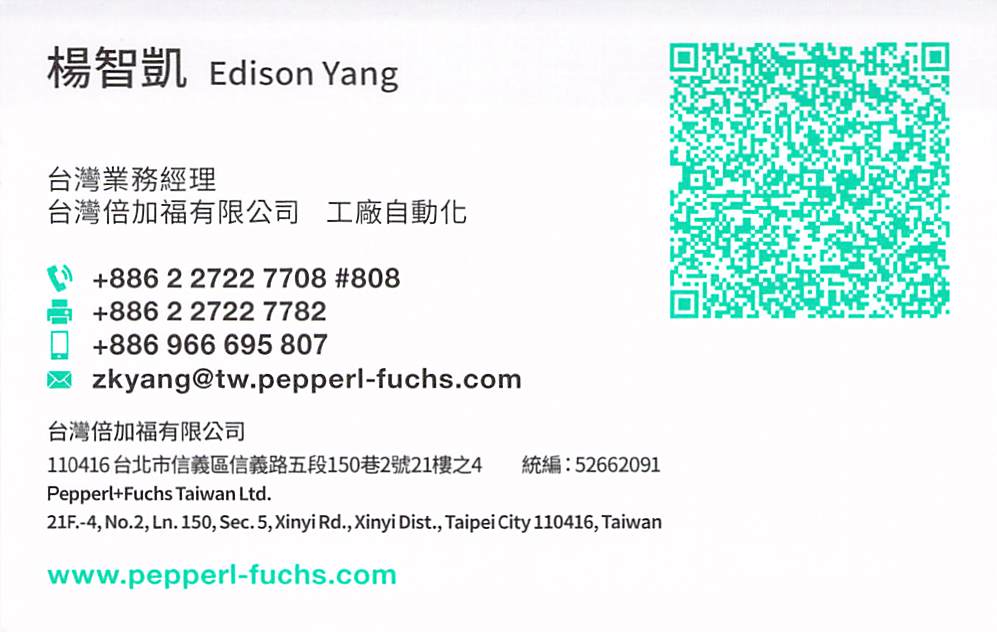 楊智凱 Edison Yang
台灣業務經理
台灣倍加福有限公司 工廠自動化
+886 2 2722 7708 #808
+886 2 2722 7782
+886 966 695 807
zkyang@tw.pepperl-fuchs.com
台灣倍加福有限公司
110416 台北市信義區信義路五段150巷2號21樓之4 統編：52662091
Pepperl+Fuchs Taiwan Ltd.
21F.-4, No.2, Ln. 150, Sec. 5, Xinyi Rd., Xinyi Dist., Taipei City 110416, Taiwan
www.pepperl-fuchs.com